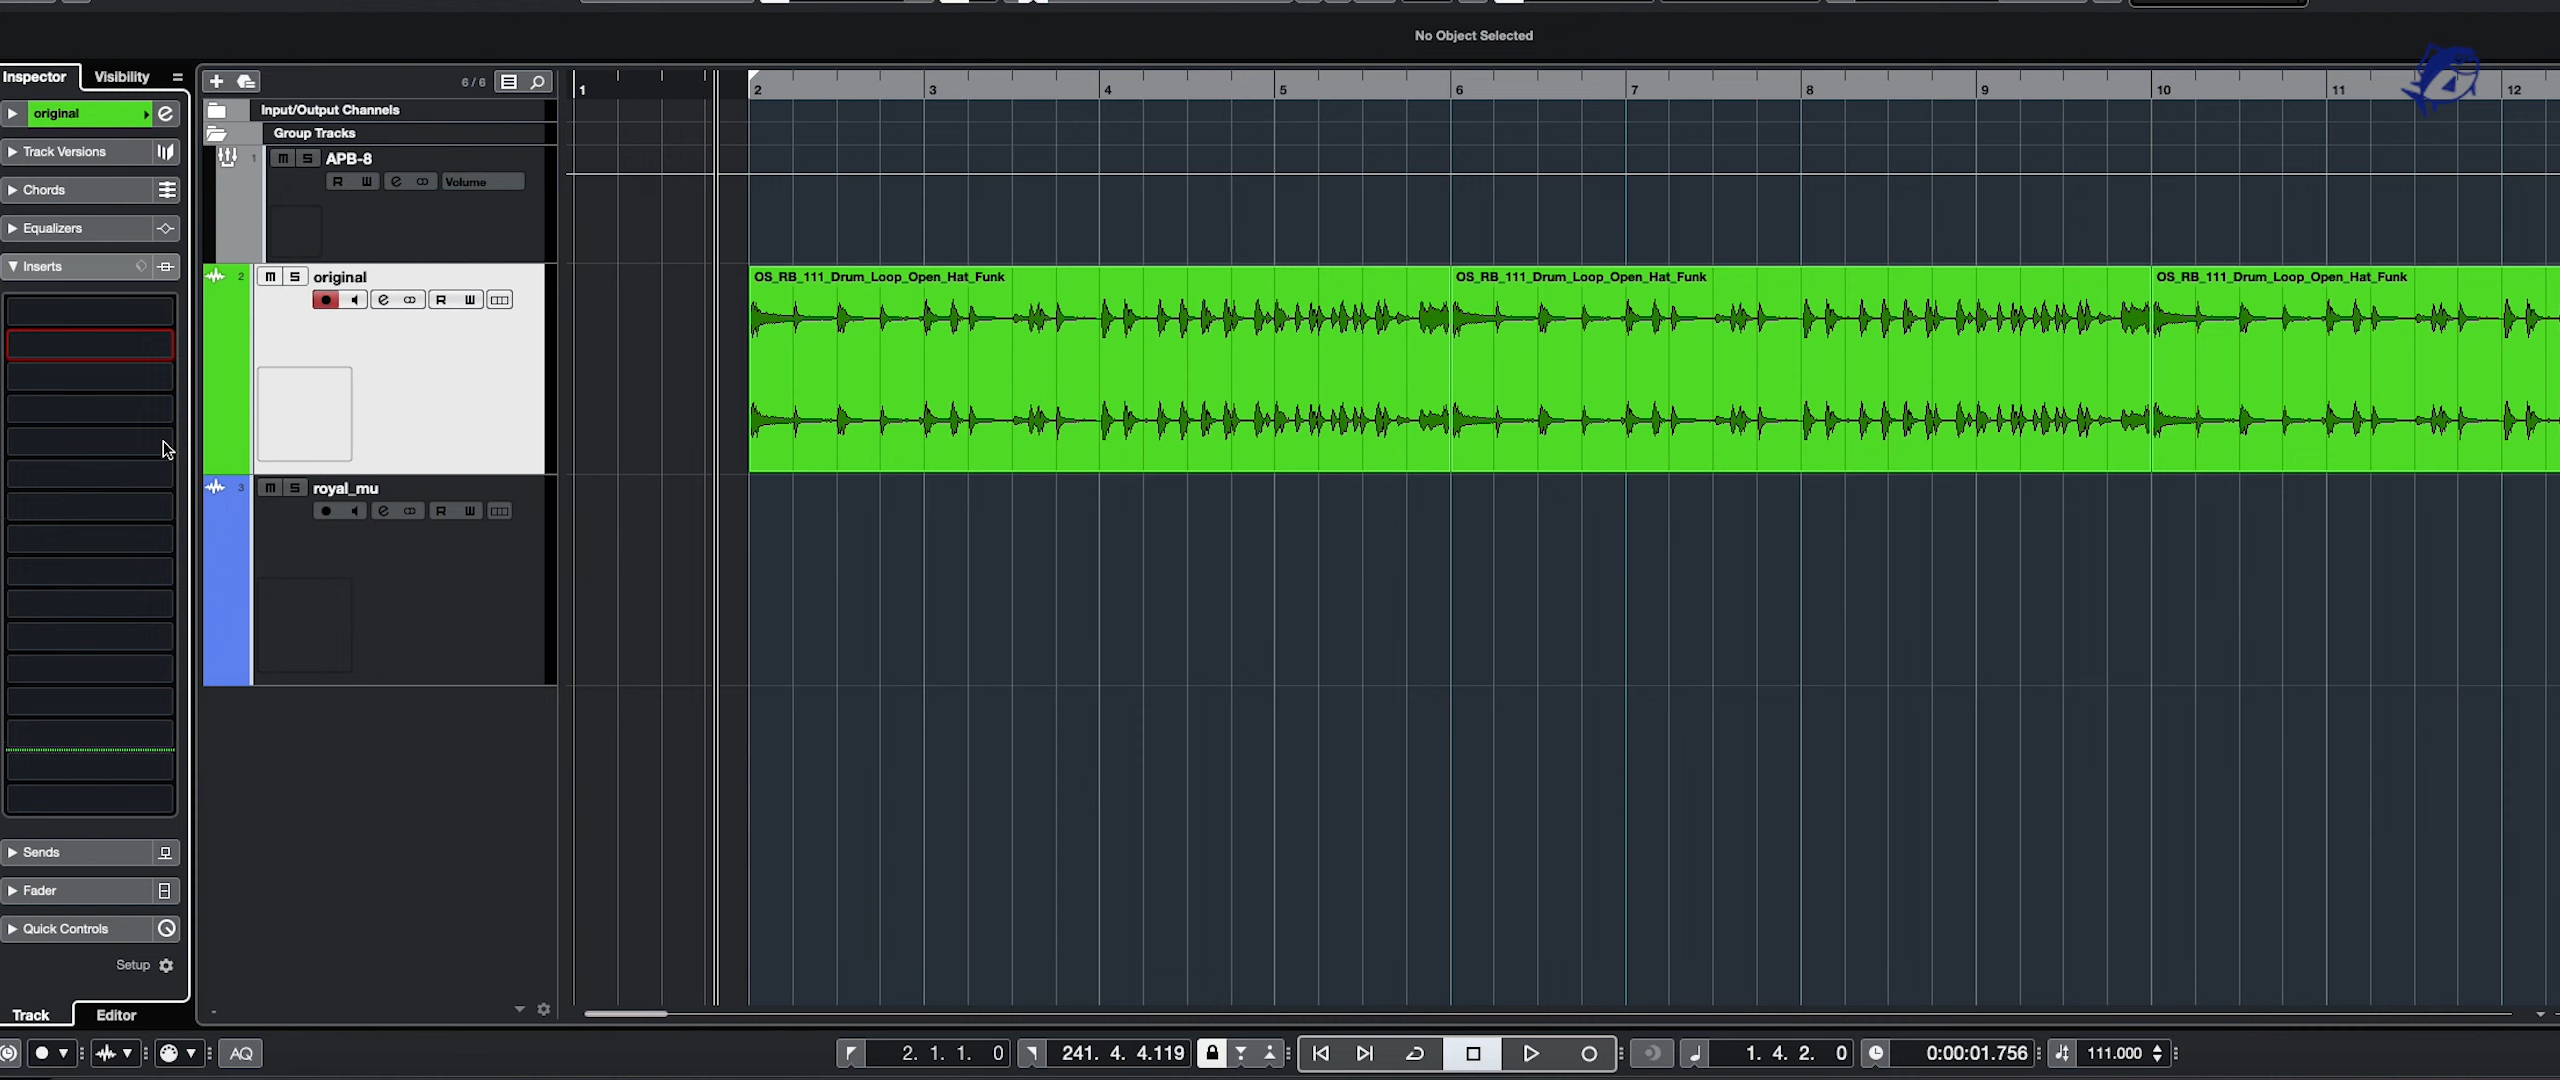 No Object Selected
Inspector Visibility
6 / 6
1 2 3 4 5 6 7 8 9 10 11 12
original
Input/Output Channels
Group Tracks
Track Versions
1 m S APB-8
R W e Volume
Chords
Equalizers
Inserts
2 m S original
e R W
OS_RB_111_Drum_Loop_Open_Hat_Funk OS_RB_111_Drum_Loop_Open_Hat_Funk OS_RB_111_Drum_Loop_Open_Hat_Funk
3 m S royal_mu
e R W
Sends
Fader
Quick Controls
Setup
Track Editor
AQ 2. 1. 1. 0 241. 4. 4.119 1. 4. 2. 0 0:00:01.756 111.000